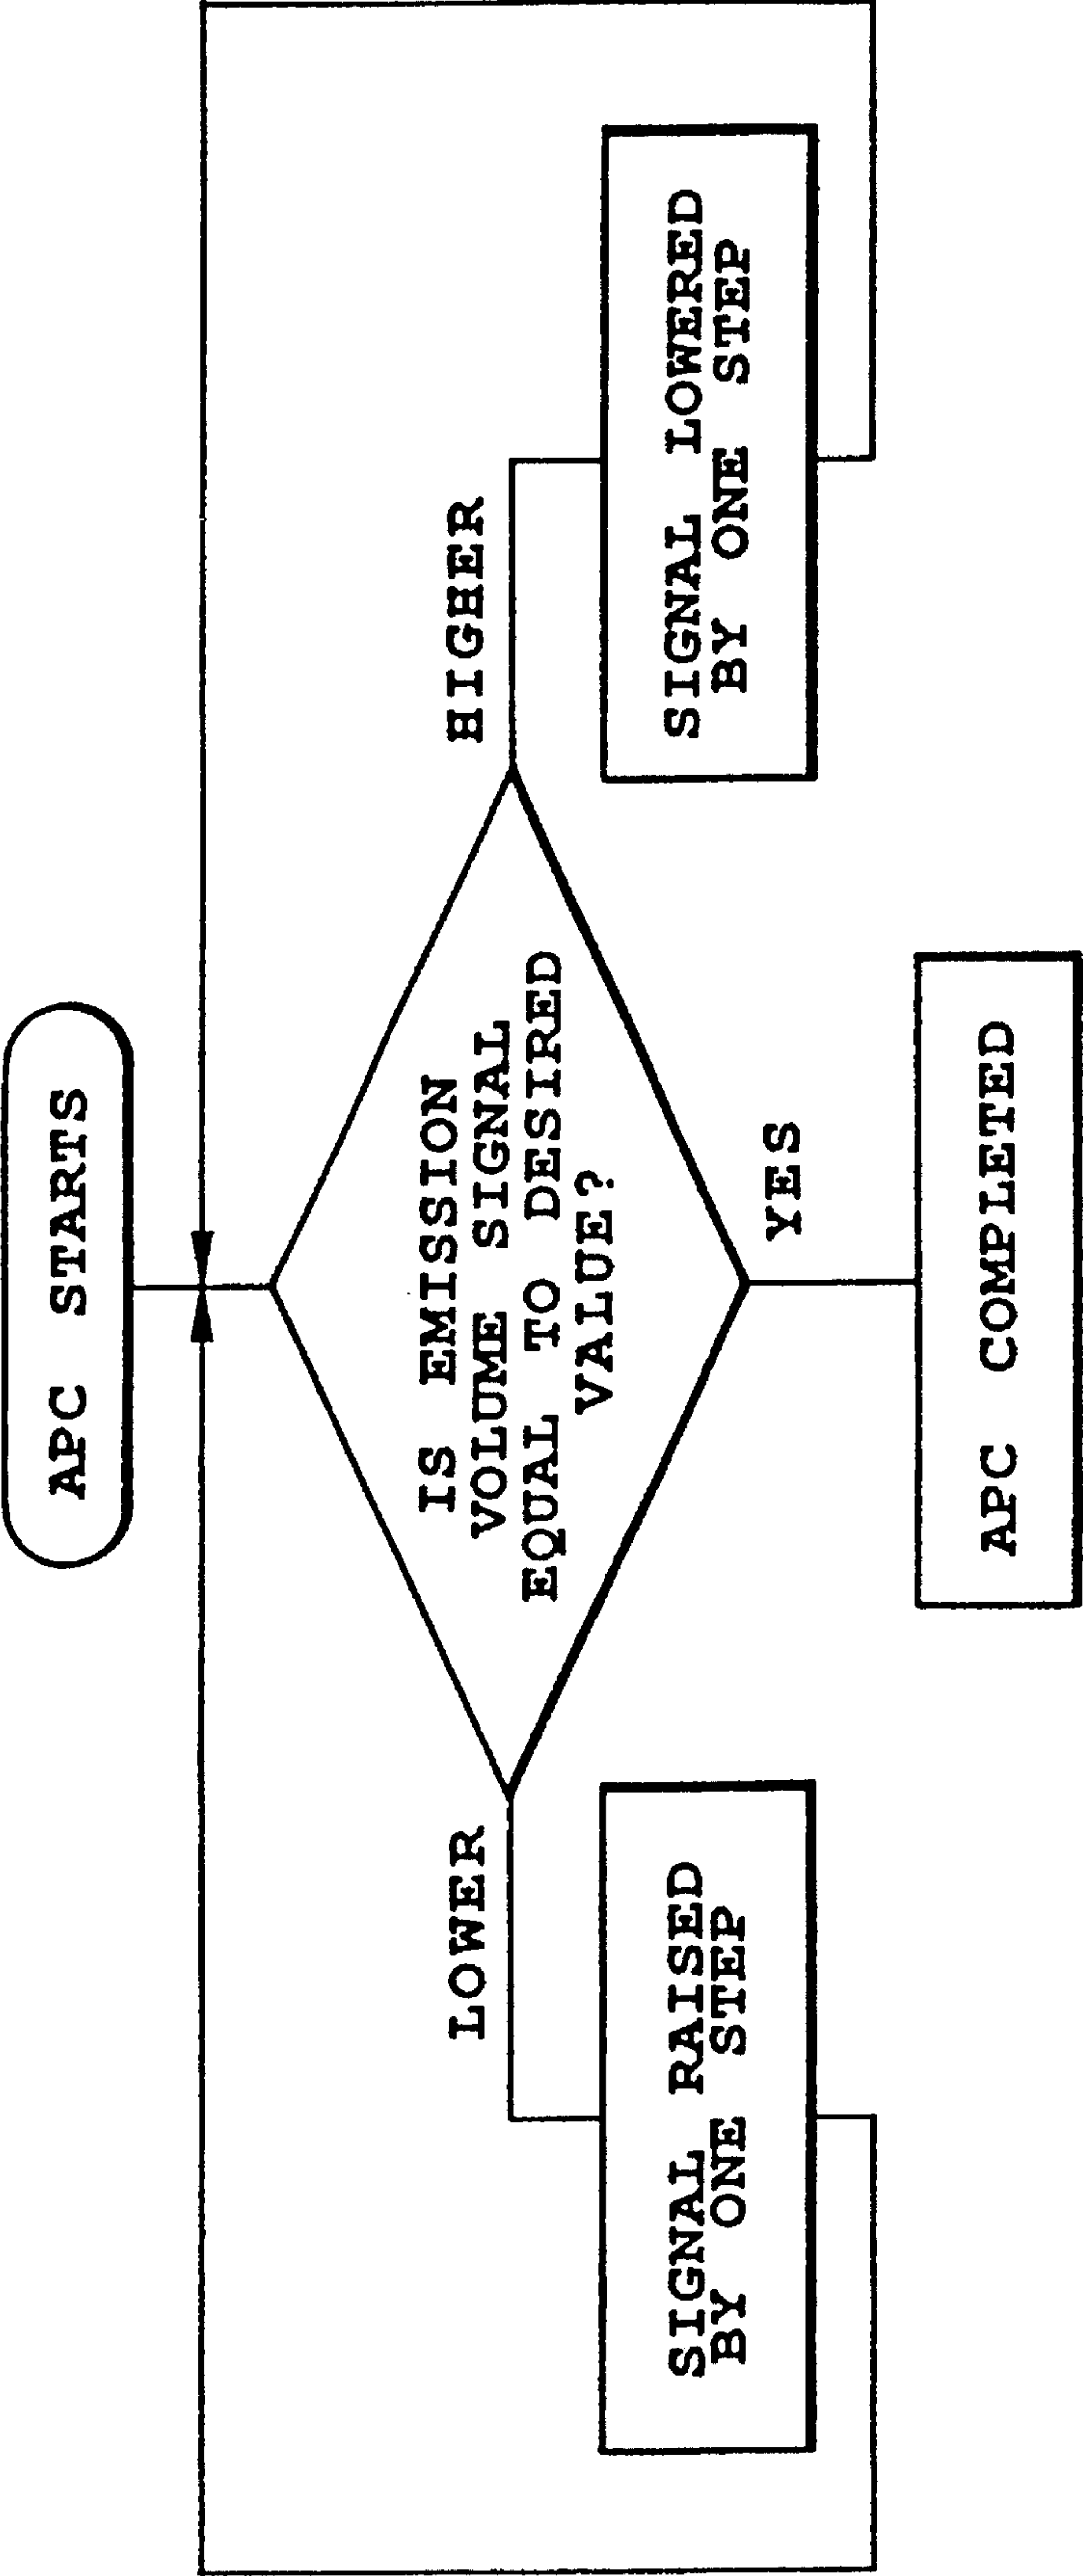 APC STARTS
IS EMISSION
VOLUME SIGNAL
EQUAL TO DESIRED
VALUE?
LOWER
HIGHER
SIGNAL RAISED
BY ONE STEP
SIGNAL LOWERED
BY ONE STEP
YES
APC COMPLETED